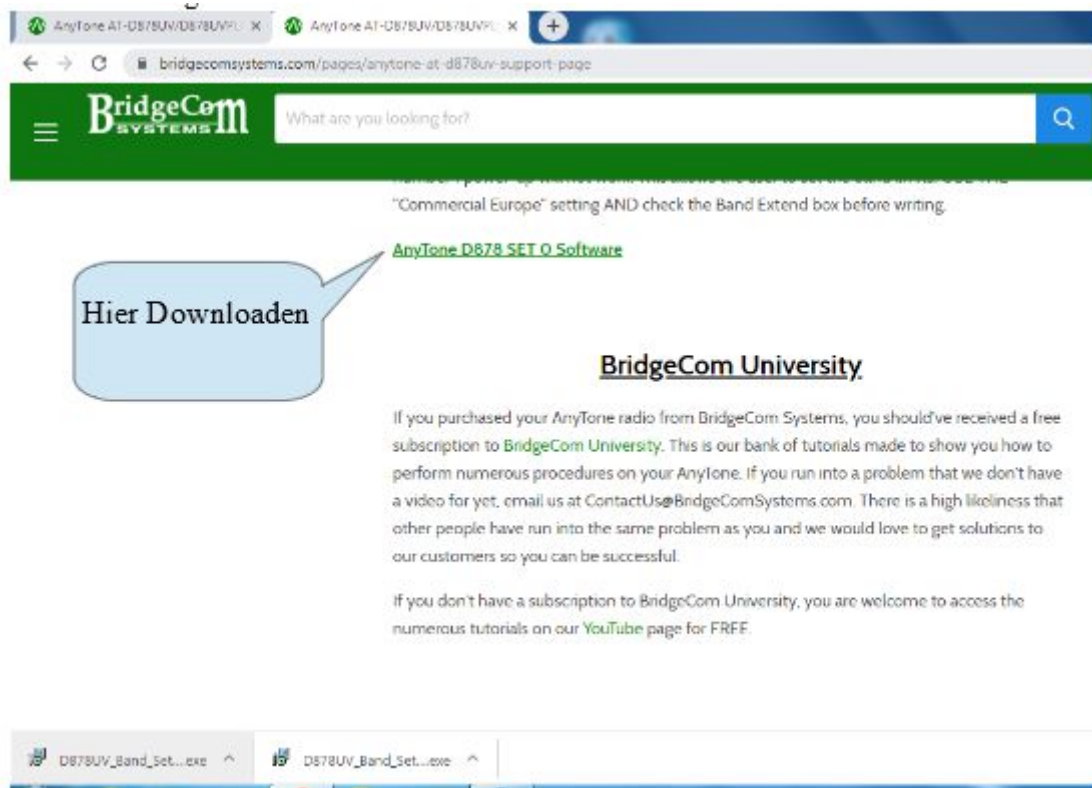 AnyTone AT-D878UV/D878UVPL
AnyTone AT-D878UV/D878UVPL
bridgecomsystems.com/pages/anytone-at-d878uv-support-page
BridgeCom
SYSTEMS
What are you looking for?
"Commercial Europe" setting AND check the Band Extend box before writing.
AnyTone D878 SET 0 Software
Hier Downloaden
BridgeCom University
If you purchased your AnyTone radio from BridgeCom Systems, you should've received a free
subscription to BridgeCom University. This is our bank of tutorials made to show you how to
perform numerous procedures on your AnyTone. If you run into a problem that we don't have
a video for yet, email us at ContactUs@BridgeComSystems.com. There is a high likeliness that
other people have run into the same problem as you and we would love to get solutions to
our customers so you can be successful.
If you don't have a subscription to BridgeCom University, you are welcome to access the
numerous tutorials on our YouTube page for FREE.
D878UV_Band_Set....exe
D878UV_Band_Set....exe